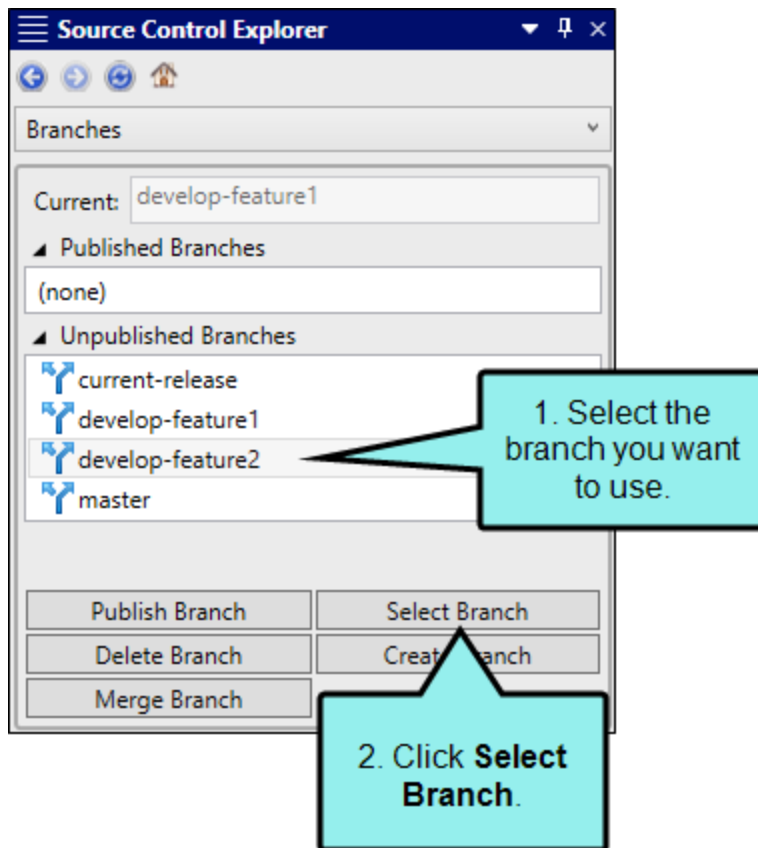 Source Control Explorer
Branches
Current: develop-feature1
Published Branches
(none)
Unpublished Branches
current-release
develop-feature1
develop-feature2
master
1. Select the
branch you want
to use.
Publish Branch
Select Branch
Delete Branch
Create Branch
Merge Branch
2. Click Select
Branch.